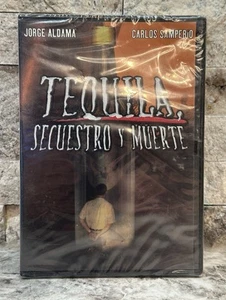 JORGE ALDAMA CARLOS SAMPERIO
TEQUILA,
SECUESTRO Y MUERTE